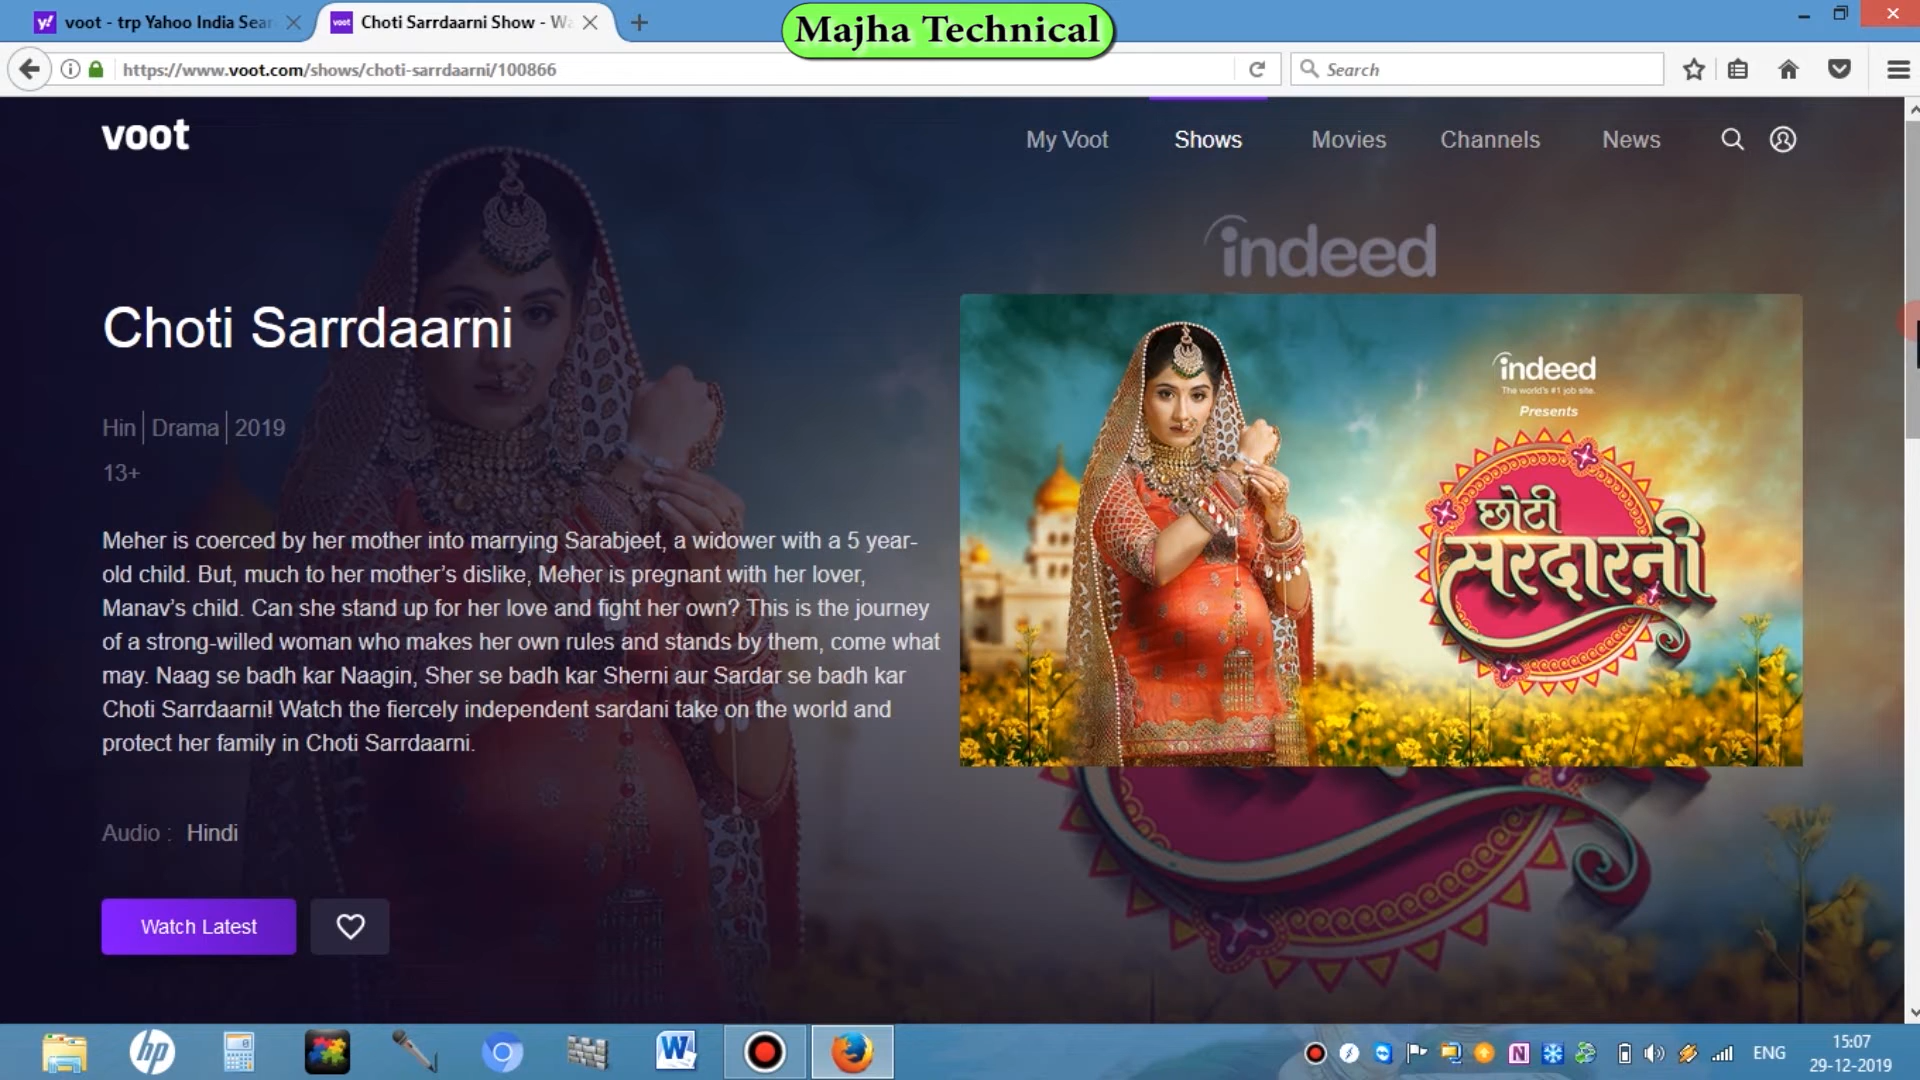 voot - trp Yahoo India Sear
Choti Sarrdaarni Show - Wa
Majha Technical
https://www.voot.com/shows/choti-sarrdaarni/100866
Search
voot
My Voot
Shows
Movies
Channels
News
indeed
Choti Sarrdaarni
Hin | Drama | 2019
13+
Meher is coerced by her mother into marrying Sarabjeet, a widower with a 5 year-
old child. But, much to her mother’s dislike, Meher is pregnant with her lover,
Manav’s child. Can she stand up for her love and fight her own? This is the journey
of a strong-willed woman who makes her own rules and stands by them, come what
may. Naag se badh kar Naagin, Sher se badh kar Sherni aur Sardar se badh kar
Choti Sarrdaarni! Watch the fiercely independent sardani take on the world and
protect her family in Choti Sarrdaarni.
indeed
The world's #1 job site.
Presents
छोटी
सरदारनी
Audio : Hindi
Watch Latest
ENG
15:07
29-12-2019